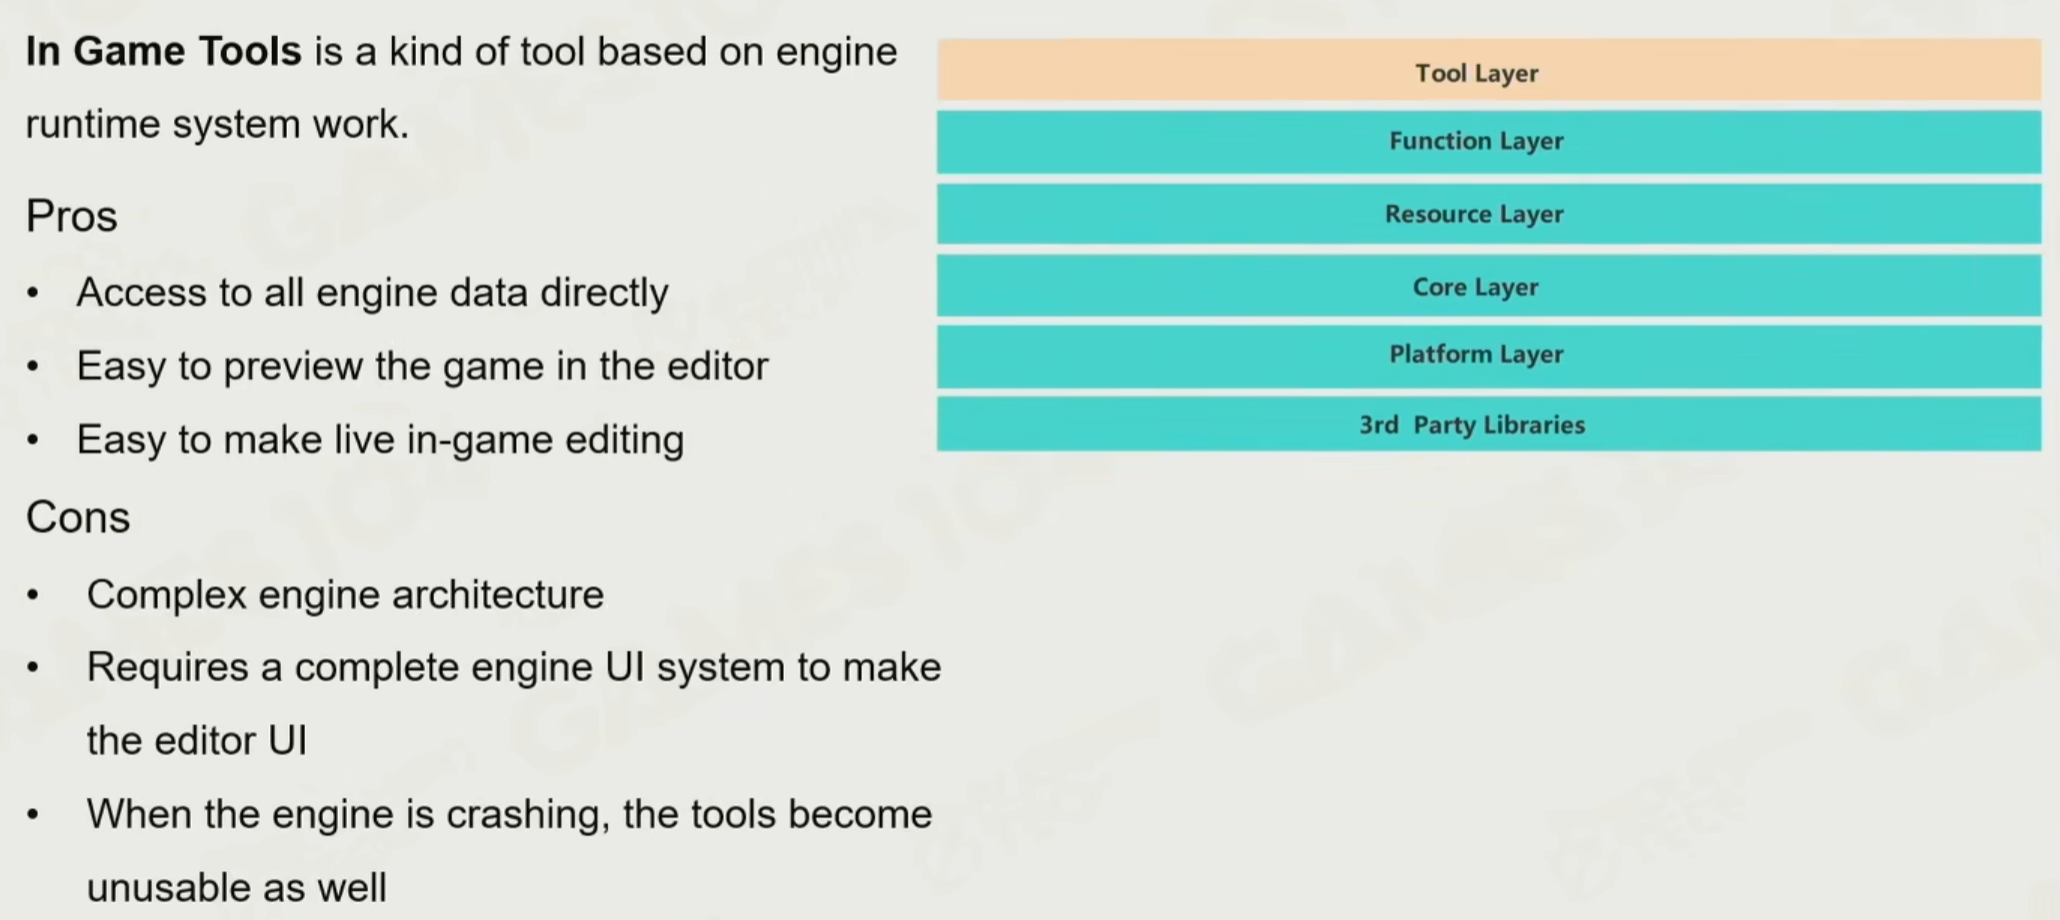 In Game Tools is a kind of tool based on engine
runtime system work.
Pros
• Access to all engine data directly
• Easy to preview the game in the editor
• Easy to make live in-game editing
Cons
• Complex engine architecture
• Requires a complete engine UI system to make
the editor UI
• When the engine is crashing, the tools become
unusable as well
Tool Layer
Function Layer
Resource Layer
Core Layer
Platform Layer
3rd Party Libraries